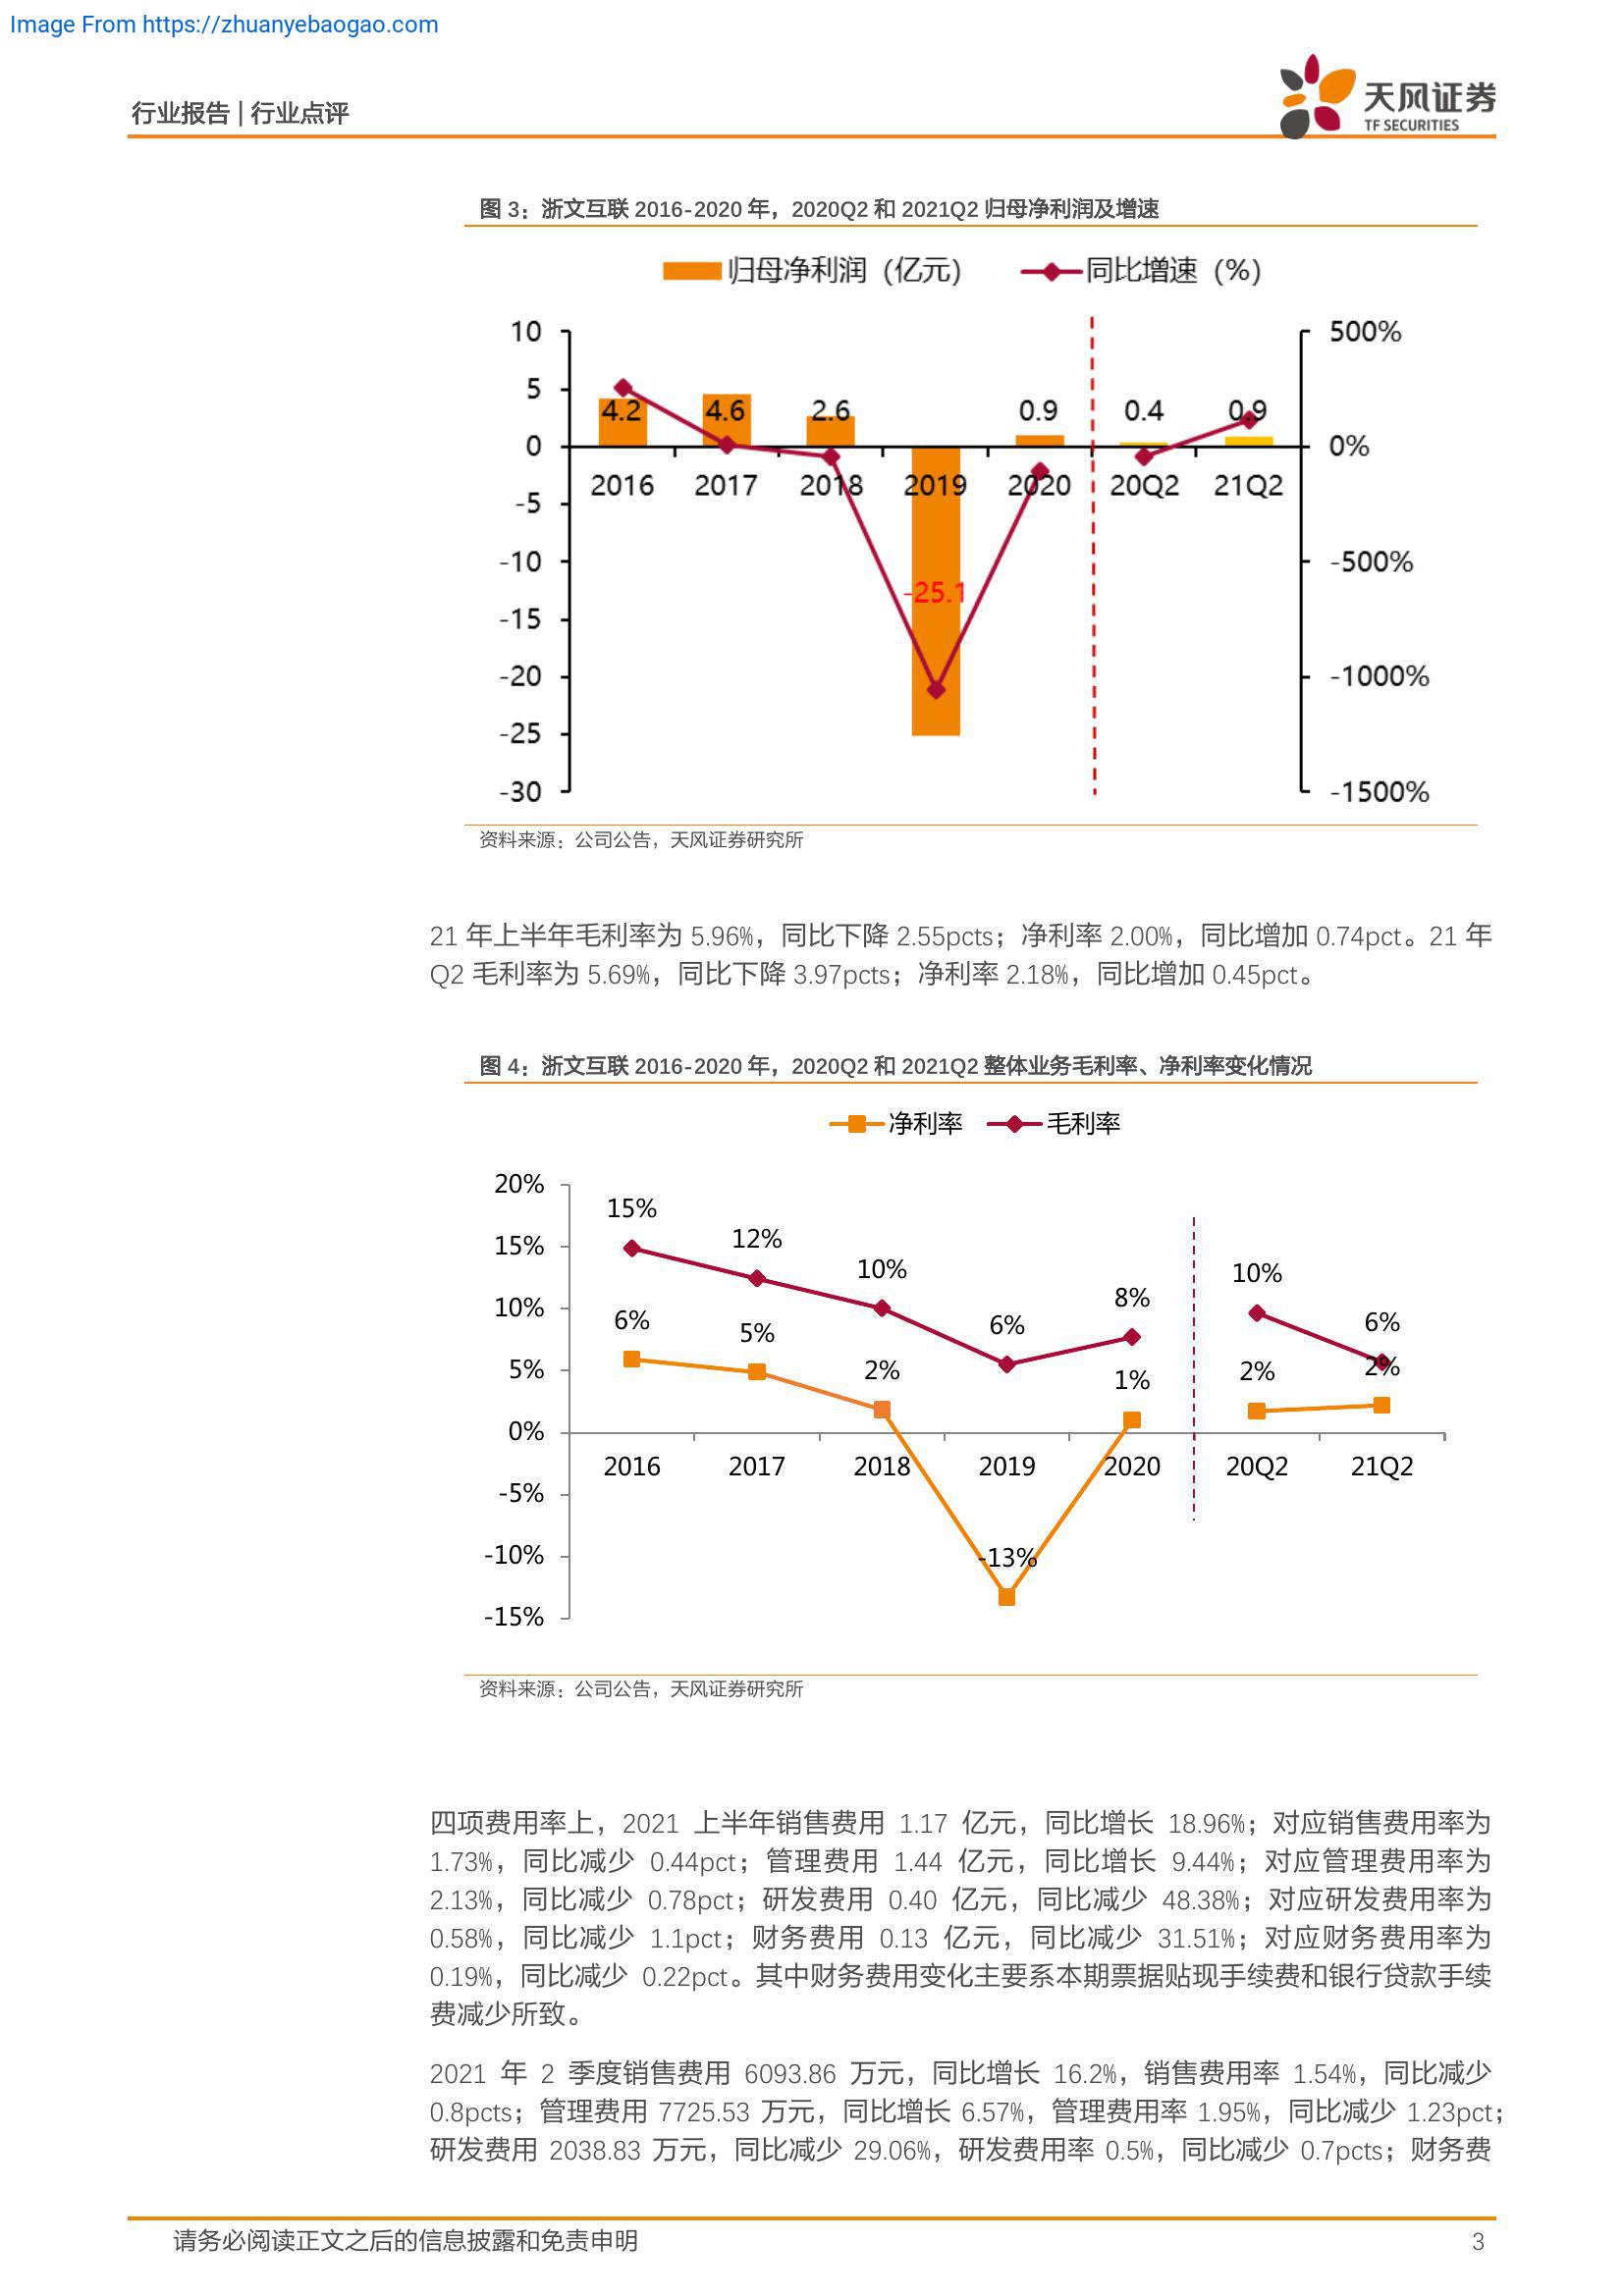 Image From https://zhuanyebaogao.com
行业报告 | 行业点评
天风证券
TF SECURITIES
图 3：浙文互联 2016-2020 年，2020Q2 和 2021Q2 归母净利润及增速
归母净利润（亿元） 同比增速（%）
10 500%
5
4.2 4.6 2.6 0.9 0.4 0.9
0 0%
2016 2017 2018 2019 2020 20Q2 21Q2
-5
-10 -500%
-25.1
-15
-20 -1000%
-25
-30 -1500%
资料来源：公司公告，天风证券研究所
21 年上半年毛利率为 5.96%，同比下降 2.55pcts；净利率 2.00%，同比增加 0.74pct。21 年
Q2 毛利率为 5.69%，同比下降 3.97pcts；净利率 2.18%，同比增加 0.45pct。
图 4：浙文互联 2016-2020 年，2020Q2 和 2021Q2 整体业务毛利率、净利率变化情况
净利率 毛利率
20%
15% 12% 10% 6% 8% 10% 6%
15%
10%
6% 5% 2% 1% 2% 2%
5%
0%
2016 2017 2018 2019 2020 20Q2 21Q2
-5%
-10%
-13%
-15%
资料来源：公司公告，天风证券研究所
四项费用率上，2021 上半年销售费用 1.17 亿元，同比增长 18.96%；对应销售费用率为
1.73%，同比减少 0.44pct；管理费用 1.44 亿元，同比增长 9.44%；对应管理费用率为
2.13%，同比减少 0.78pct；研发费用 0.40 亿元，同比减少 48.38%；对应研发费用率为
0.58%，同比减少 1.1pct；财务费用 0.13 亿元，同比减少 31.51%；对应财务费用率为
0.19%，同比减少 0.22pct。其中财务费用变化主要系本期票据贴现手续费和银行贷款手续
费减少所致。
2021 年 2 季度销售费用 6093.86 万元，同比增长 16.2%，销售费用率 1.54%，同比减少
0.8pcts；管理费用 7725.53 万元，同比增长 6.57%，管理费用率 1.95%，同比减少 1.23pct；
研发费用 2038.83 万元，同比减少 29.06%，研发费用率 0.5%，同比减少 0.7pcts；财务费
请务必阅读正文之后的信息披露和免责申明 3